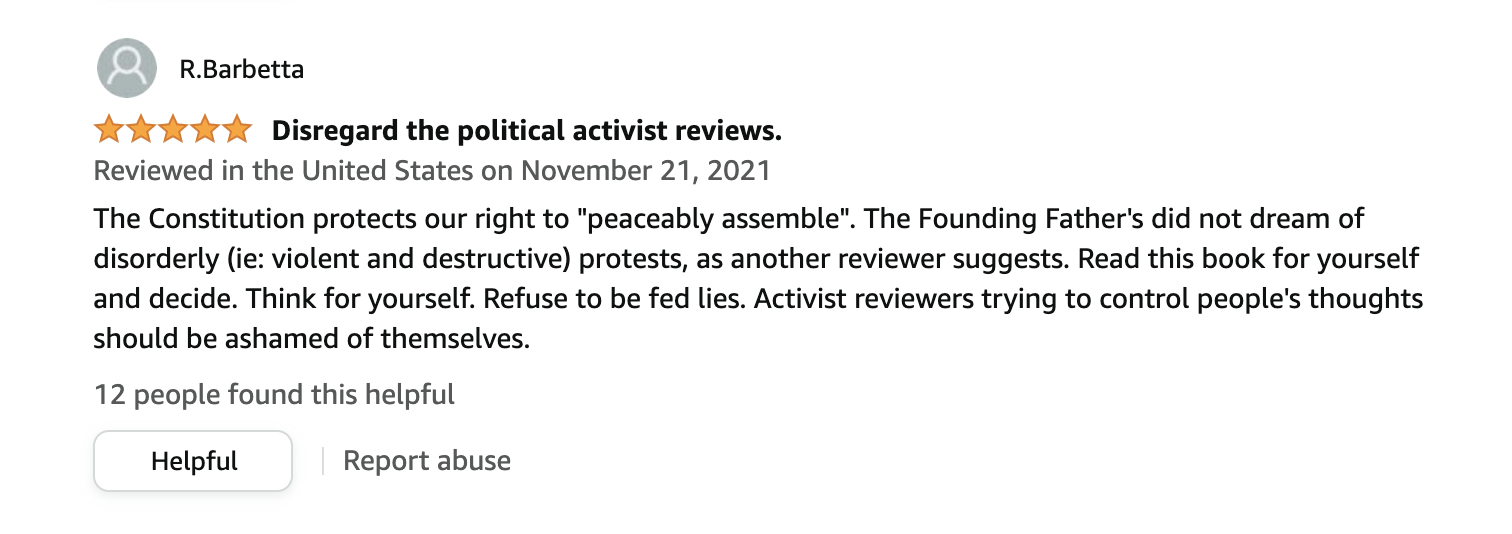 R.Barbetta
Disregard the political activist reviews.
Reviewed in the United States on November 21, 2021
The Constitution protects our right to "peaceably assemble". The Founding Father's did not dream of
disorderly (ie: violent and destructive) protests, as another reviewer suggests. Read this book for yourself
and decide. Think for yourself. Refuse to be fed lies. Activist reviewers trying to control people's thoughts
should be ashamed of themselves.
12 people found this helpful
Helpful
Report abuse